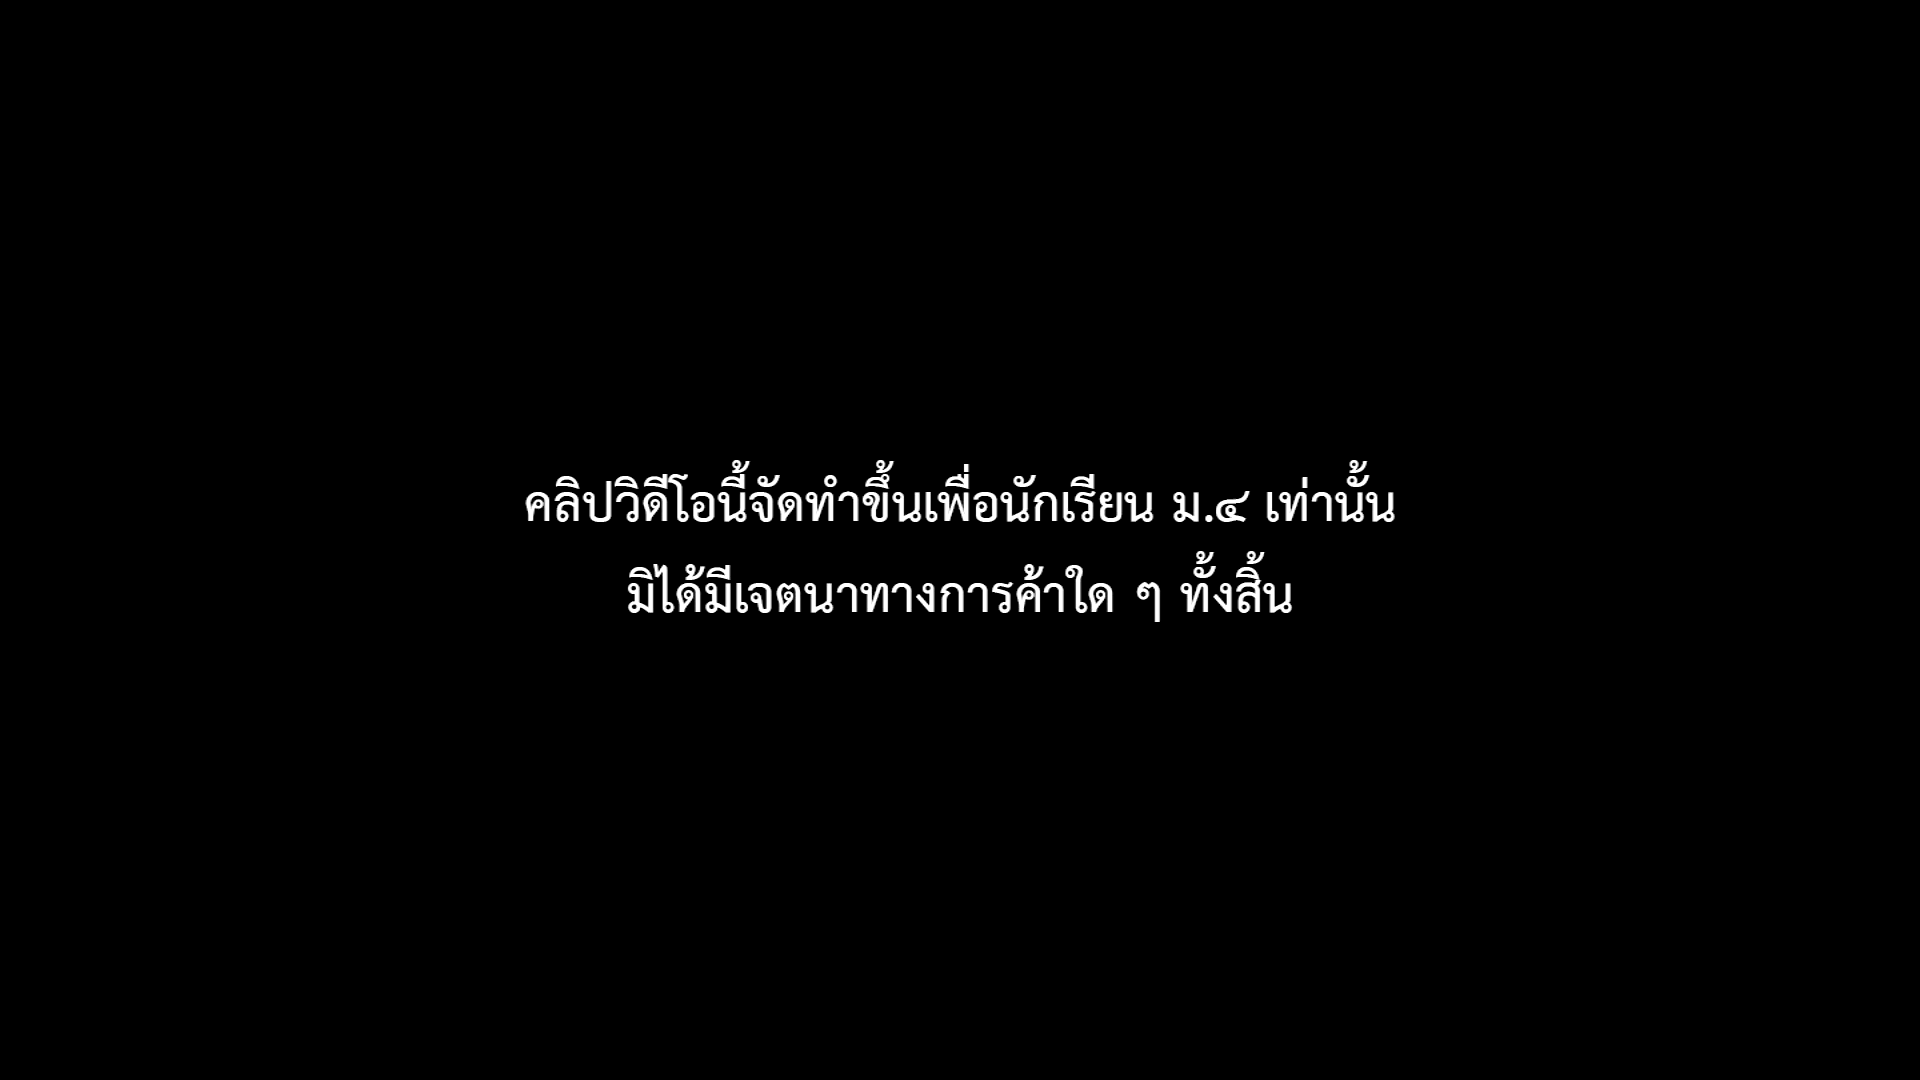 คลิปวิดีโอนี้จัดทำขึ้นเพื่อนักเรียน ม.๔ เท่านั้น
มิได้มีเจตนาทางการค้าใด ๆ ทั้งสิ้น